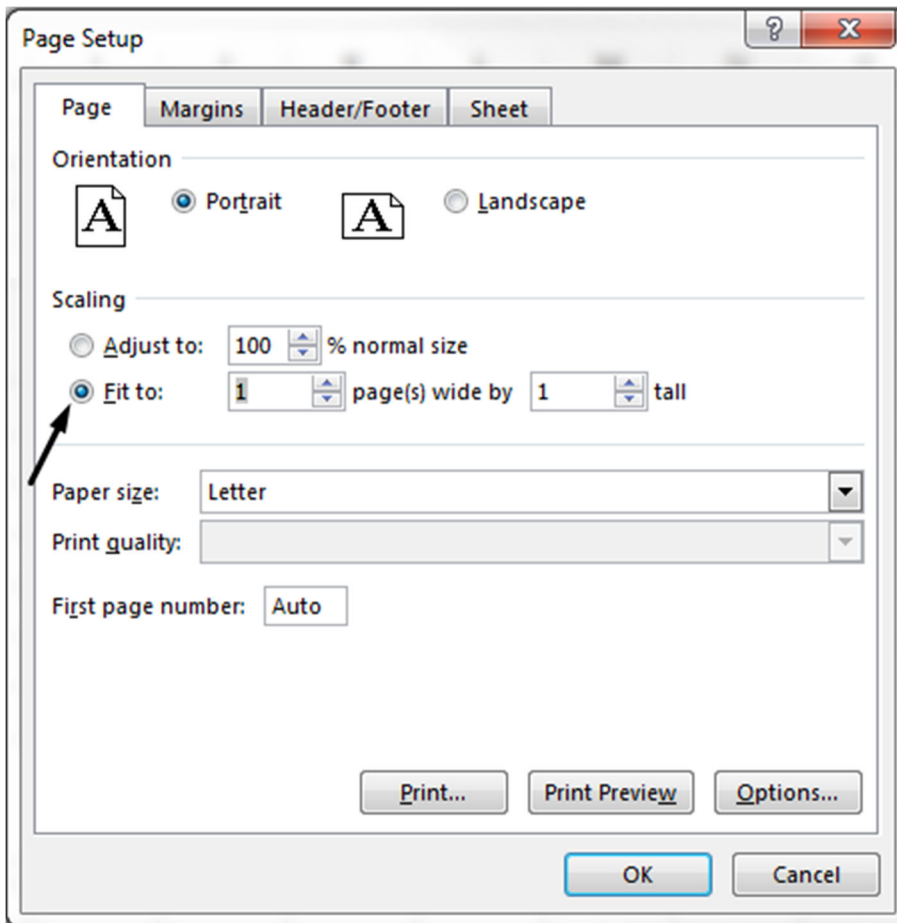 Page Setup
Page Margins Header/Footer Sheet
Orientation
A Portrait A Landscape
Scaling
Adjust to: 100 % normal size
Fit to: 1 page(s) wide by 1 tall
Paper size: Letter
Print quality:
First page number: Auto
Print... Print Preview Options...
OK Cancel